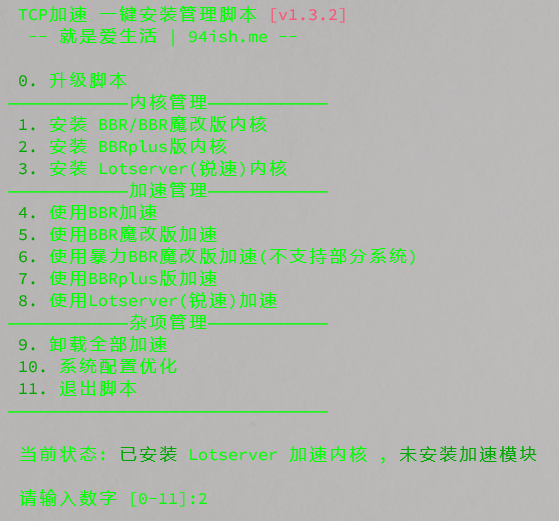 TCP加速 一键安装管理脚本 [v1.3.2]
-- 就是爱生活 | 94ish.me --
0. 升级脚本
————————————内核管理————————————
1. 安装 BBR/BBR魔改版内核
2. 安装 BBRplus版内核
3. 安装 Lotserver(锐速)内核
————————————加速管理————————————
4. 使用BBR加速
5. 使用BBR魔改版加速
6. 使用暴力BBR魔改版加速(不支持部分系统)
7. 使用BBRplus版加速
8. 使用Lotserver(锐速)加速
————————————杂项管理————————————
9. 卸载全部加速
10. 系统配置优化
11. 退出脚本
————————————————————————————————
当前状态: 已安装 Lotserver 加速内核 , 未安装加速模块
请输入数字 [0-11]:2